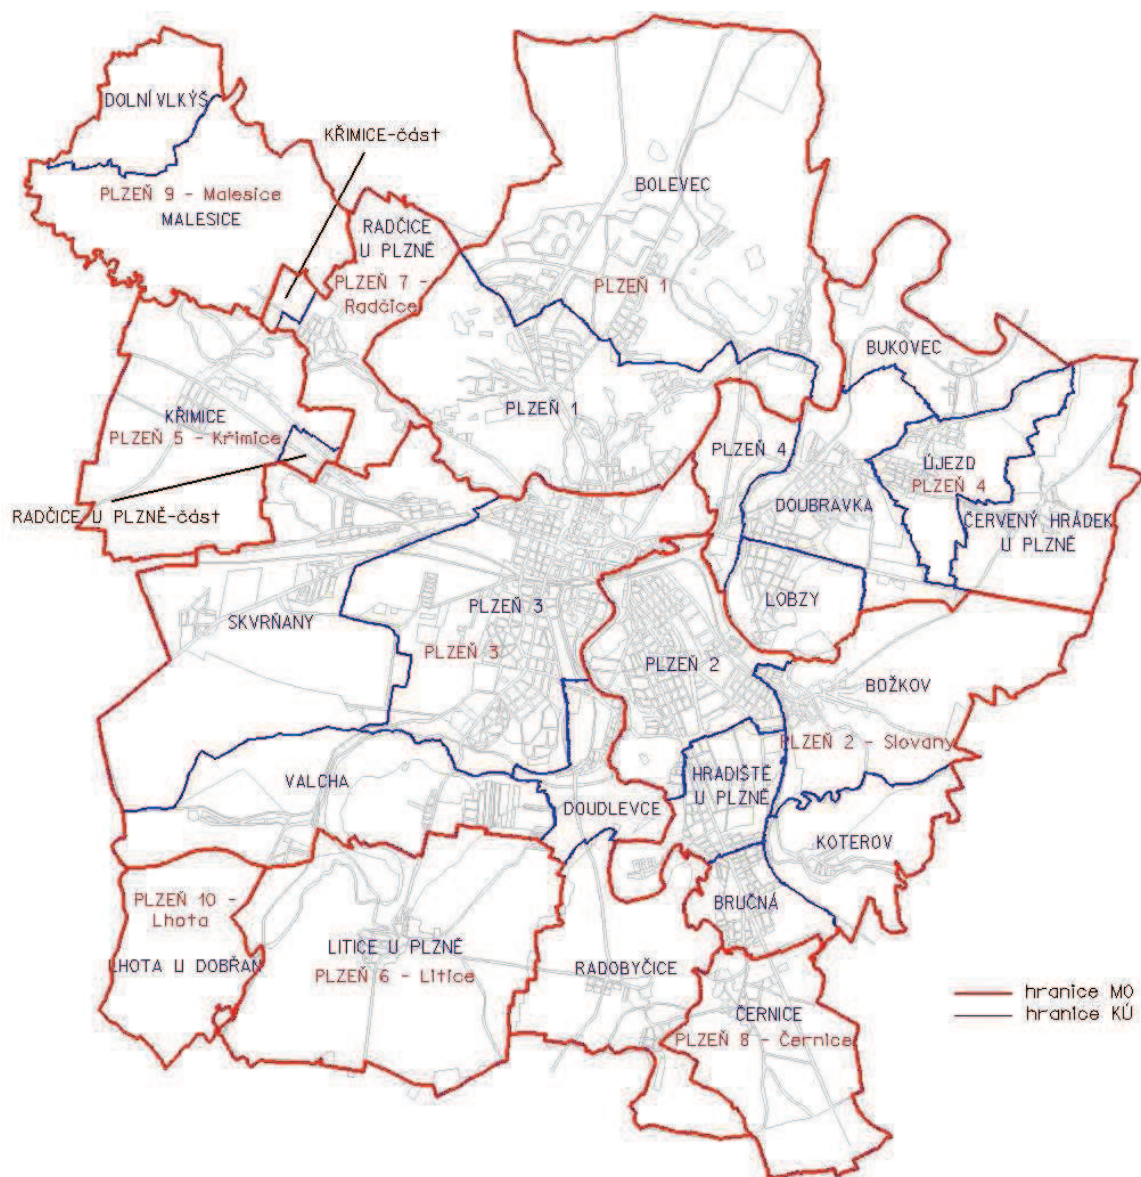 DOLNÍ VLKÝŠ
KŘIMICE-část
PLZEŇ 9 - Malesice
MALESICE
RADČICE
U PLZNĚ
PLZEŇ 7 -
Radčice
BOLEVEC
PLZEŇ 1
BUKOVEC
PLZEŇ 1
KŘIMICE
PLZEŇ 5 - Křimice
RADČICE U PLZNĚ-část
PLZEŇ 4
DOUBRAVKA
ÚJEZD
PLZEŇ 4
ČERVENÝ HRÁDEK
U PLZNĚ
LOBZY
SKVRŇANY
PLZEŇ 3
PLZEŇ 3
PLZEŇ 2
BOŽKOV
PLZEŇ 2 - Slovany
HRADIŠTĚ
U PLZNĚ
VALCHA
DOUDLEVCE
KOTEROV
BRUČNÁ
PLZEŇ 10 -
Lhota
LHOTA U DOBŘAN
LITICE U PLZNĚ
PLZEŇ 6 - Litice
RADOBYČICE
ČERNICE
PLZEŇ 8 - Černice
hranice MO
hranice KÚ